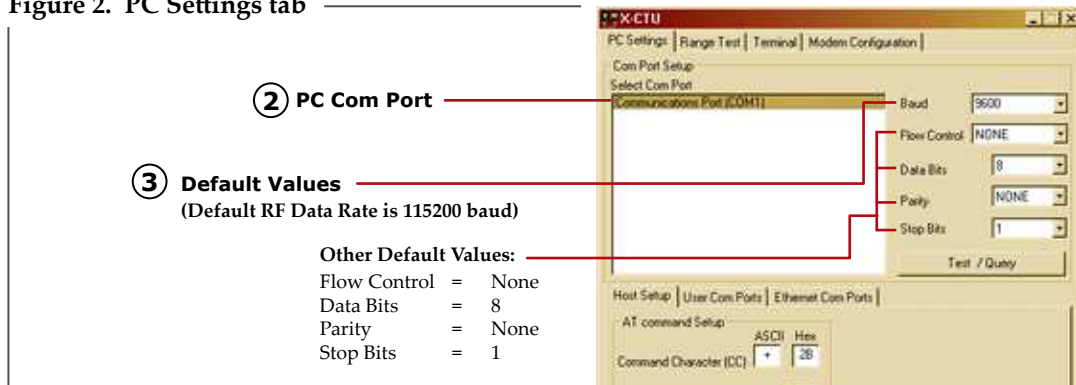 Figure 2. PC Settings tab
2 PC Com Port
3 Default Values
(Default RF Data Rate is 115200 baud)
Other Default Values:
Flow Control = None
Data Bits = 8
Parity = None
Stop Bits = 1
X-CTU
PC Settings Range Test Terminal Modem Configuration
Com Port Setup
Select Com Port
Communications Port (COM1)
Baud 9600
Flow Control NONE
Data Bits 8
Parity NONE
Stop Bits 1
Test / Query
Host Setup User Com Ports Ethernet Com Ports
AT command Setup
ASCII Hex
Command Character (CC) + 2B